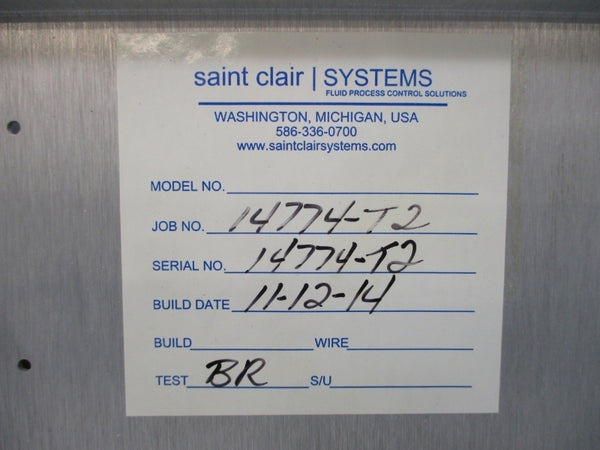 saint clair | SYSTEMS
FLUID PROCESS CONTROL SOLUTIONS
WASHINGTON, MICHIGAN, USA
586-336-0700
www.saintclairsystems.com
MODEL NO.
JOB NO. 14774-T2
SERIAL NO. 14774-T2
BUILD DATE 11-12-14
BUILD WIRE
TEST BR S/U